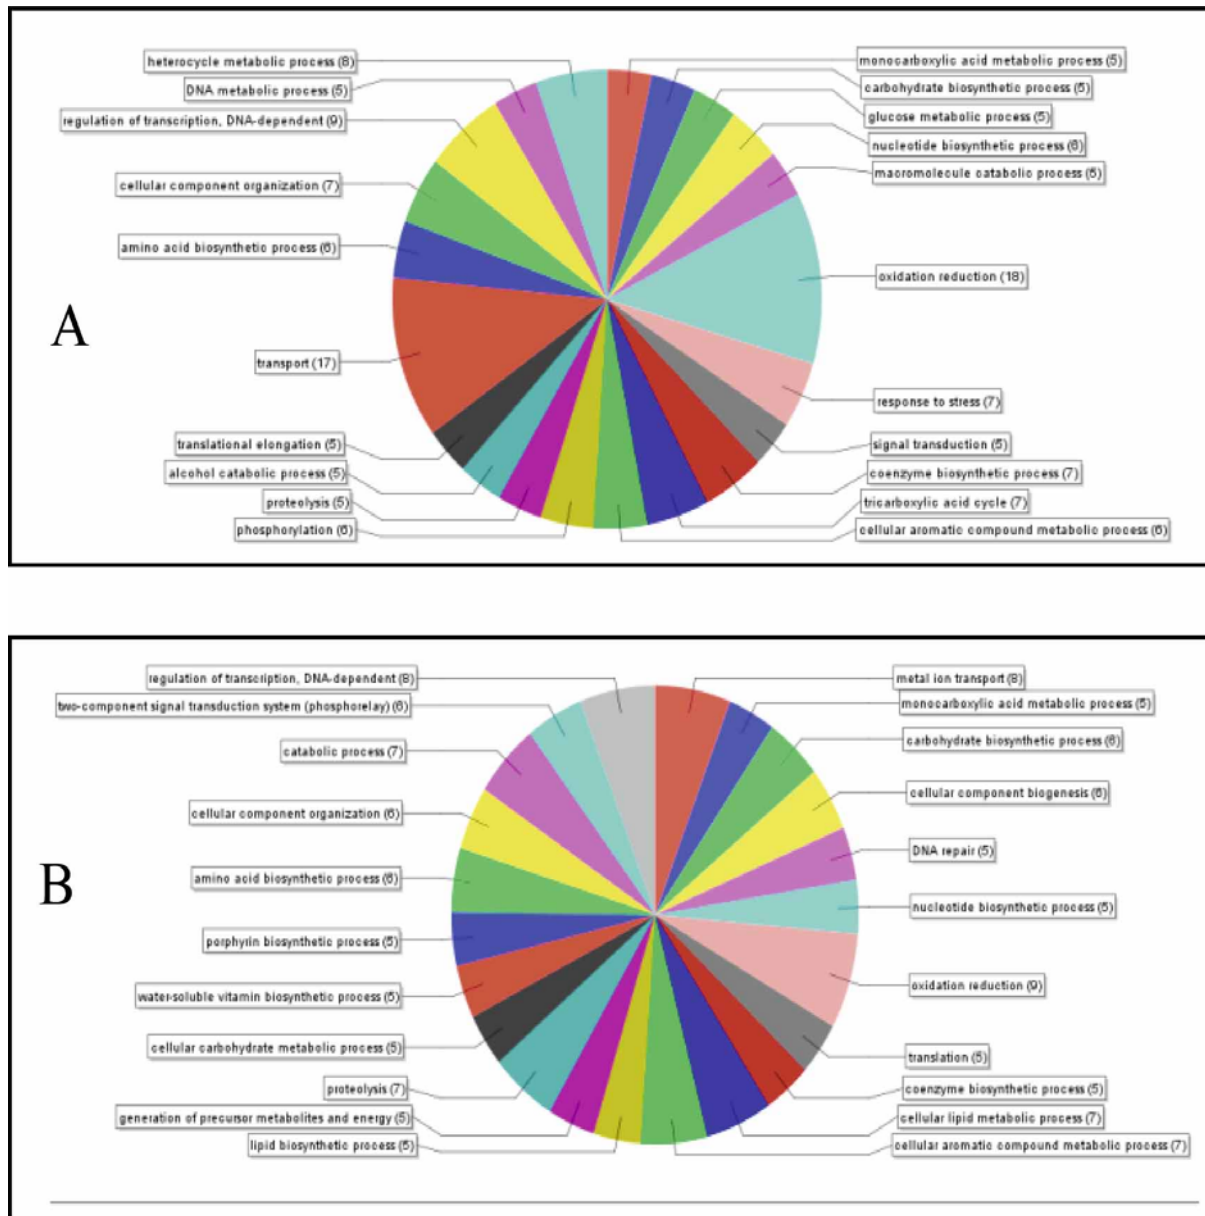 A
heterocycle metabolic process (8)
DNA metabolic process (5)
regulation of transcription, DNA-dependent (9)
cellular component organization (7)
amino acid biosynthetic process (6)
transport (17)
translational elongation (5)
alcohol catabolic process (5)
proteolysis (5)
phosphorylation (6)
monocarboxylic acid metabolic process (5)
carbohydrate biosynthetic process (5)
glucose metabolic process (5)
nucleotide biosynthetic process (6)
macromolecule catabolic process (5)
oxidation reduction (18)
response to stress (7)
signal transduction (5)
coenzyme biosynthetic process (7)
tricarboxylic acid cycle (7)
cellular aromatic compound metabolic process (6)
B
regulation of transcription, DNA-dependent (8)
two-component signal transduction system (phosphorelay) (6)
catabolic process (7)
cellular component organization (6)
amino acid biosynthetic process (6)
porphyrin biosynthetic process (5)
water-soluble vitamin biosynthetic process (5)
cellular carbohydrate metabolic process (5)
proteolysis (7)
generation of precursor metabolites and energy (5)
lipid biosynthetic process (5)
metal ion transport (8)
monocarboxylic acid metabolic process (5)
carbohydrate biosynthetic process (6)
cellular component biogenesis (6)
DNA repair (5)
nucleotide biosynthetic process (5)
oxidation reduction (9)
translation (5)
coenzyme biosynthetic process (5)
cellular lipid metabolic process (7)
cellular aromatic compound metabolic process (7)